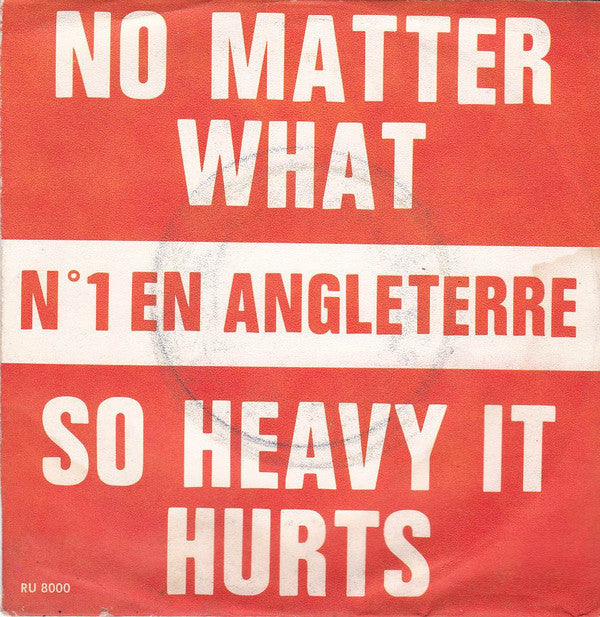 NO MATTER
WHAT
N°1 EN ANGLETERRE
SO HEAVY IT
HURTS
RU 8000